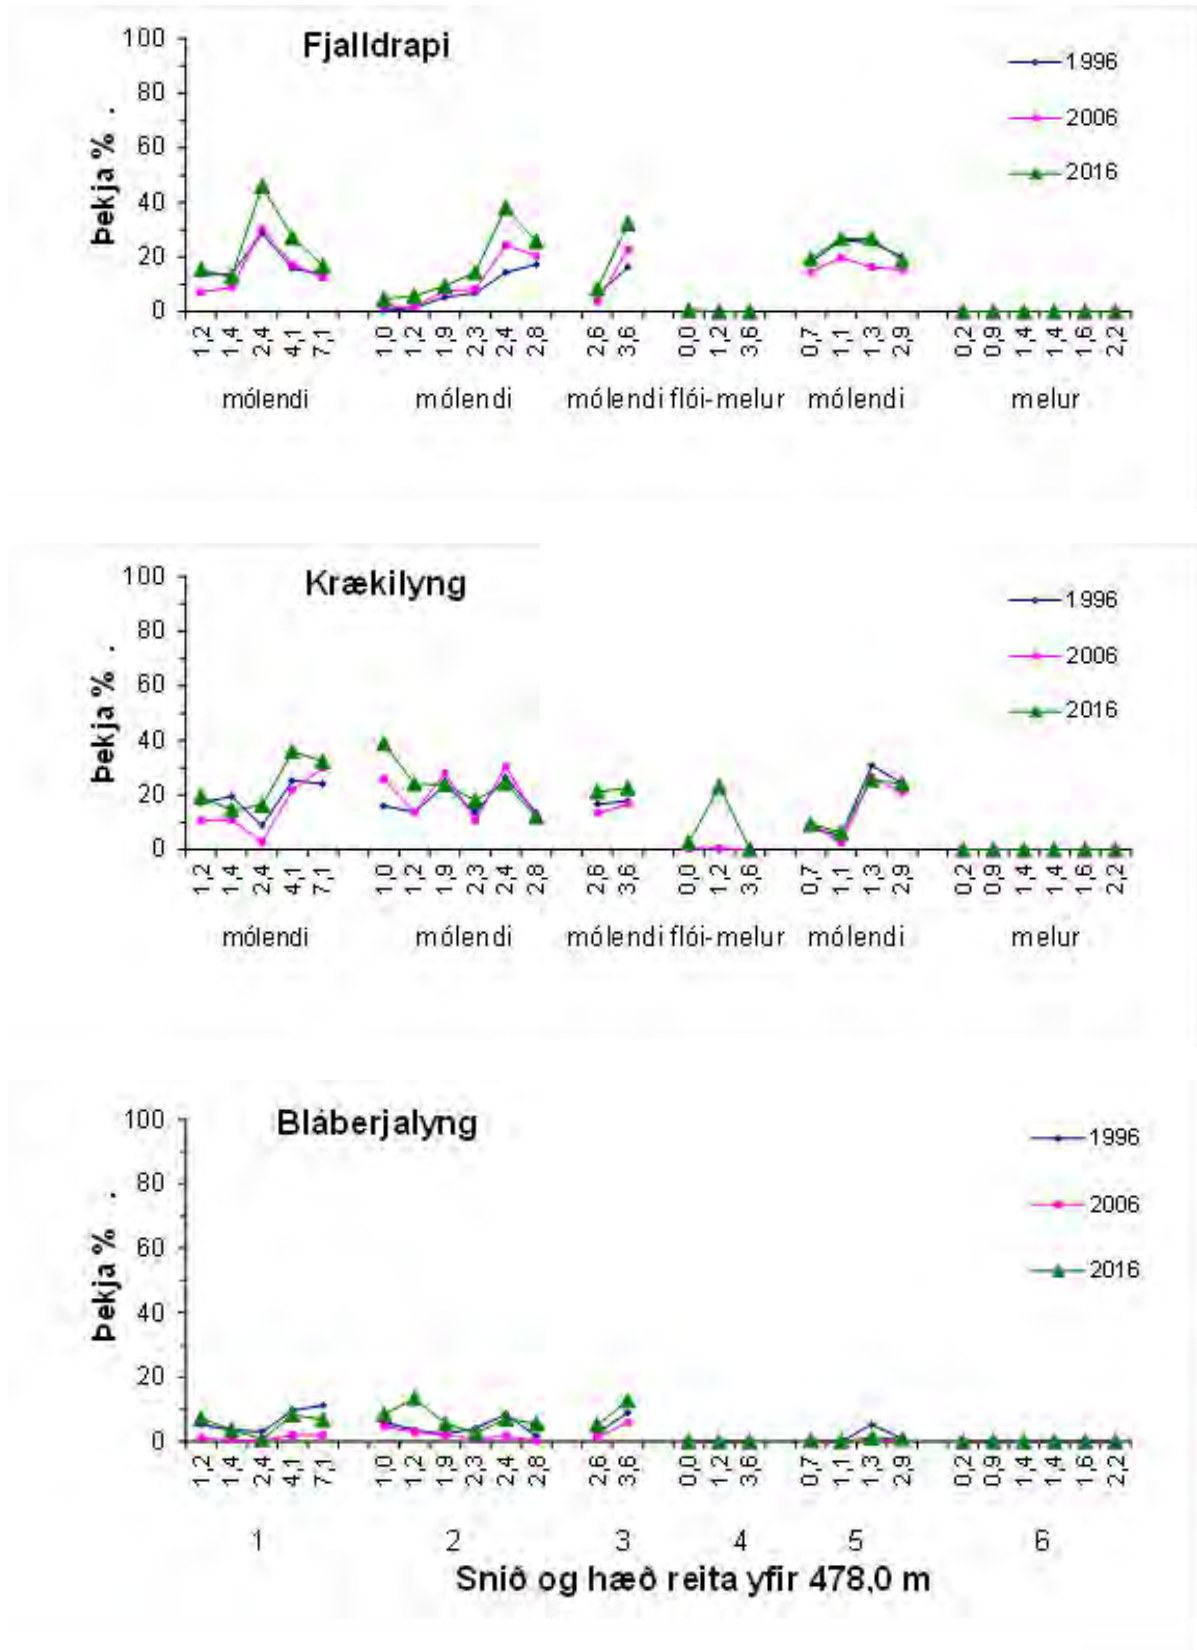 Fjalldrapi
1996
2006
2016
Þekja % .
100
80
60
40
20
0
1,2 1,4 2,4 4,1 7,1 1,0 1,2 1,9 2,3 2,4 2,8 2,6 3,6 0,0 1,2 3,6 0,7 1,1 1,3 2,9 0,2 0,9 1,4 1,4 1,6 2,2
mólendi mólendi mólendi flói-melur mólendi melur
Krækilyng
1996
2006
2016
Þekja % .
100
80
60
40
20
0
1,2 1,4 2,4 4,1 7,1 1,0 1,2 1,9 2,3 2,4 2,8 2,6 3,6 0,0 1,2 3,6 0,7 1,1 1,3 2,9 0,2 0,9 1,4 1,4 1,6 2,2
mólendi mólendi mólendi flói-melur mólendi melur
Bláberjalyng
1996
2006
2016
Þekja % .
100
80
60
40
20
0
1,2 1,4 2,4 4,1 7,1 1,0 1,2 1,9 2,3 2,4 2,8 2,6 3,6 0,0 1,2 3,6 0,7 1,1 1,3 2,9 0,2 0,9 1,4 1,4 1,6 2,2
1 2 3 4 5 6
Snið og hæð reita yfir 478,0 m